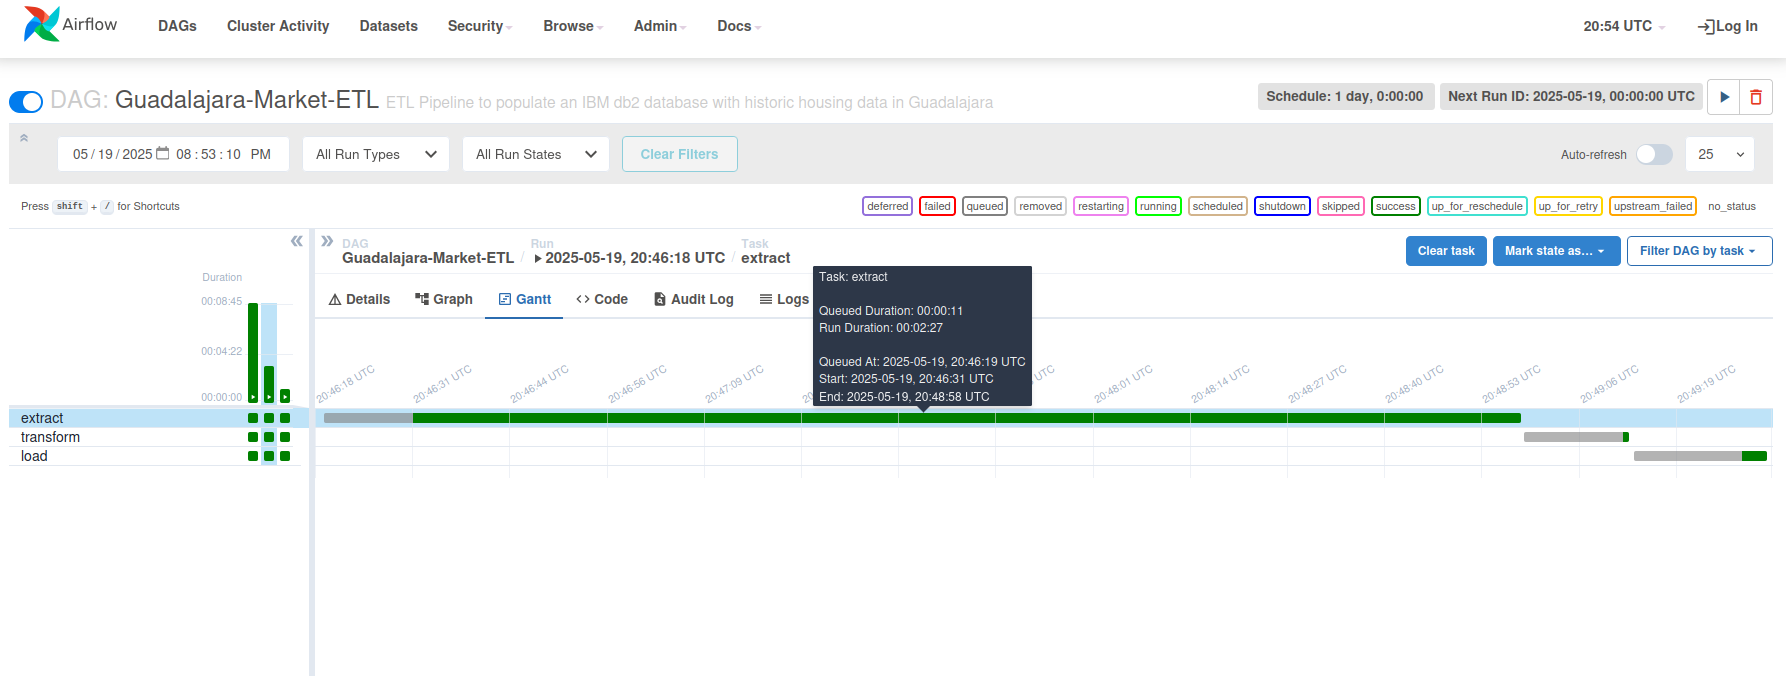 Airflow DAGs Cluster Activity Datasets Security Browse Admin Docs 20:54 UTC Log In
DAG: Guadalajara-Market-ETL ETL Pipeline to populate an IBM db2 database with historic housing data in Guadalajara Schedule: 1 day, 0:00:00 Next Run ID: 2025-05-19, 00:00:00 UTC
05/19/2025 08:53:10 PM All Run Types All Run States Clear Filters Auto-refresh 25
Press shift + / for Shortcuts deferred failed queued removed restarting running scheduled shutdown skipped success up_for_reschedule up_for_retry upstream_failed no_status
DAG Run Task
Guadalajara-Market-ETL / 2025-05-19, 20:46:18 UTC / extract Clear task Mark state as... Filter DAG by task
Duration
00:08:45
00:04:22
00:00:00
Details Graph Gantt Code Audit Log Logs
Task: extract
Queued Duration: 00:00:11
Run Duration: 00:02:27
Queued At: 2025-05-19, 20:46:19 UTC
Start: 2025-05-19, 20:46:31 UTC
End: 2025-05-19, 20:48:58 UTC
20:46:18 UTC 20:46:31 UTC 20:46:44 UTC 20:46:56 UTC 20:47:09 UTC UTC 20:48:01 UTC 20:48:14 UTC 20:48:27 UTC 20:48:40 UTC 20:48:53 UTC 20:49:06 UTC 20:49:19 UTC
extract
transform
load